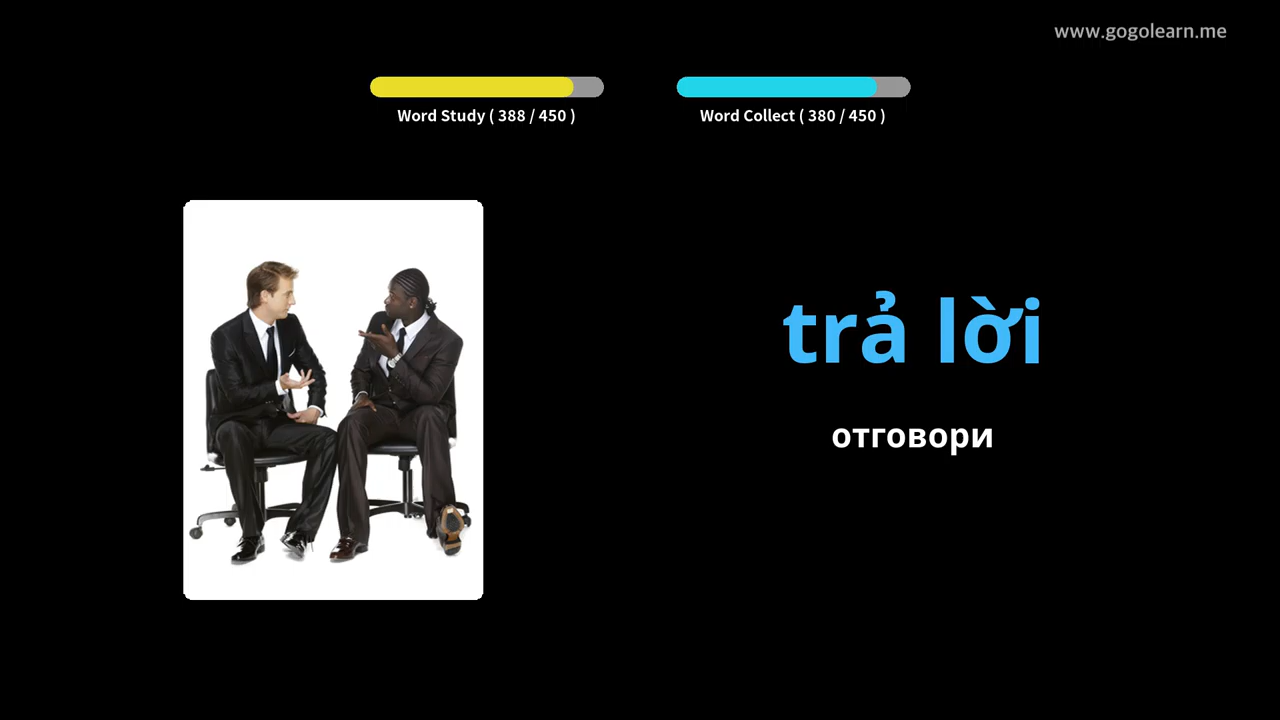 www.gogolearn.me
Word Study ( 388 / 450 )
Word Collect ( 380 / 450 )
trả lời
отговори